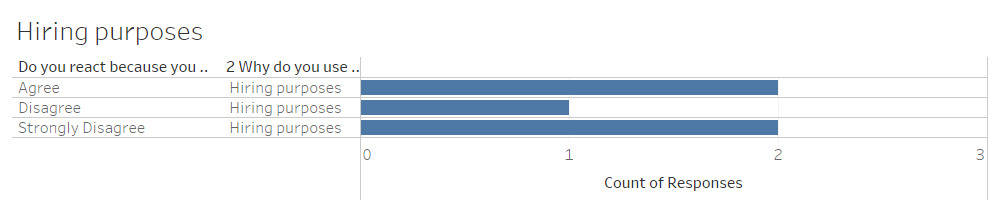 Hiring purposes
Do you react because you .. 2 Why do you use ..
Agree Hiring purposes
Disagree Hiring purposes
Strongly Disagree Hiring purposes
0 1 2 3
Count of Responses